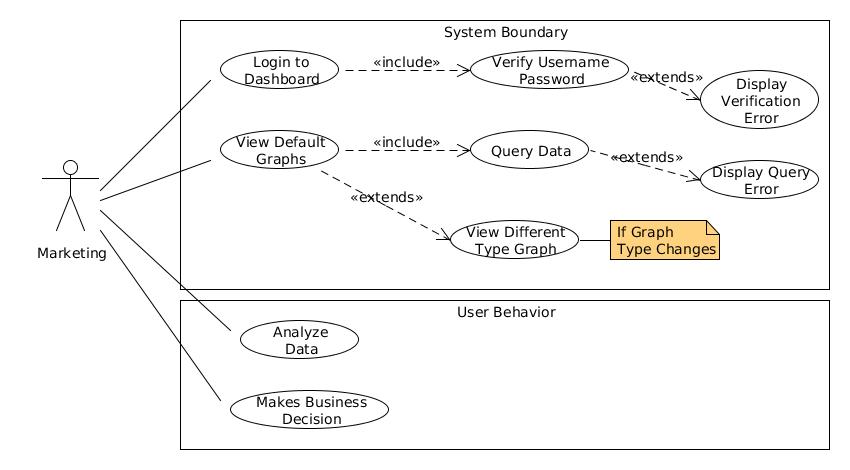 System Boundary
Login to
Dashboard
«include»
Verify Username
Password
«extends»
Display
Verification
Error
View Default
Graphs
«include»
Query Data
«extends»
Display Query
Error
«extends»
View Different
Type Graph
If Graph
Type Changes
Marketing
User Behavior
Analyze
Data
Makes Business
Decision